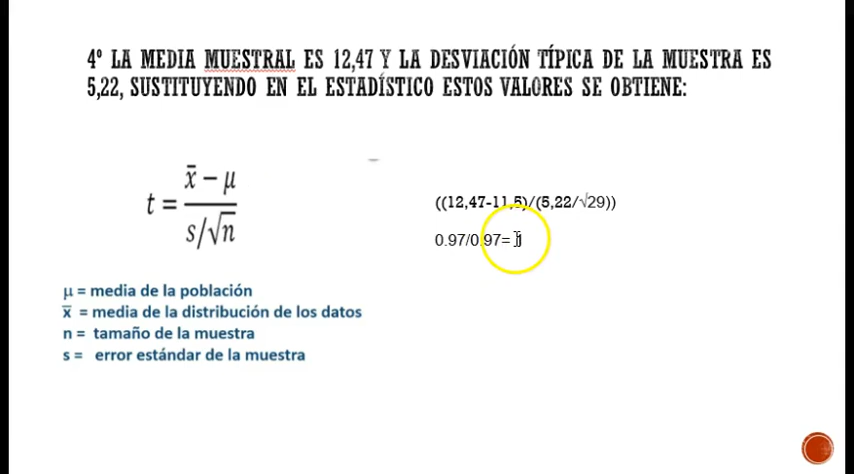 4º LA MEDIA MUESTRAL ES 12,47 Y LA DESVIACIÓN TÍPICA DE LA MUESTRA ES
5,22, SUSTITUYENDO EN EL ESTADÍSTICO ESTOS VALORES SE OBTIENE:
t = (x̄ − μ) / (s/√n)
((12,47-11,5)/(5,22/√29))
0.97/0.97= 1
μ = media de la población
x̄ = media de la distribución de los datos
n = tamaño de la muestra
s = error estándar de la muestra